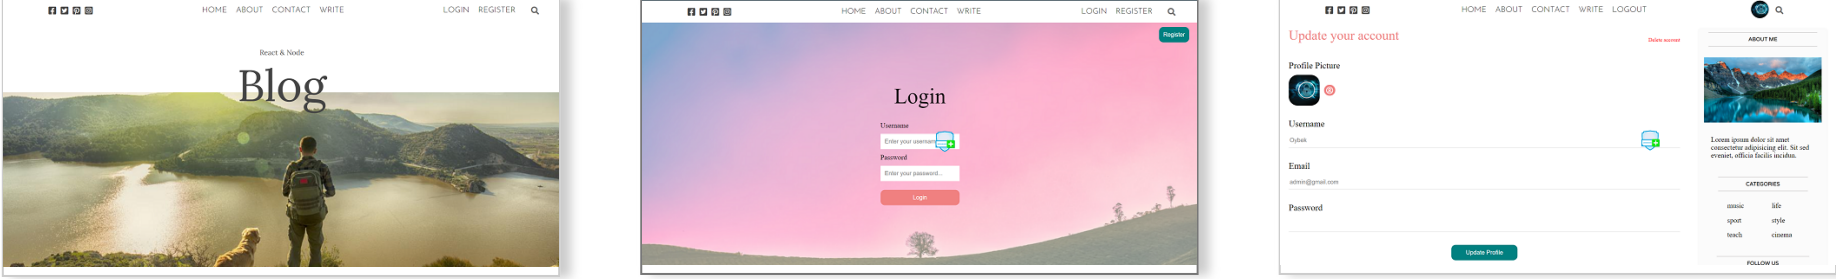 HOME ABOUT CONTACT WRITE
LOGIN REGISTER
React & Node
Blog
HOME ABOUT CONTACT WRITE
LOGIN REGISTER
Register
Login
Username
Enter your usernam
Password
Enter your password...
Login
HOME ABOUT CONTACT WRITE LOGOUT
Update your account
Delete account
Profile Picture
Username
Oybek
Email
admin@gmail.com
Password
Update Profile
ABOUT ME
Lorem ipsum dolor sit amet
consectetur adipisicing elit. Sit sed
eveniet, officia facilis incidun.
CATEGORIES
music life
sport style
teach cinema
FOLLOW US